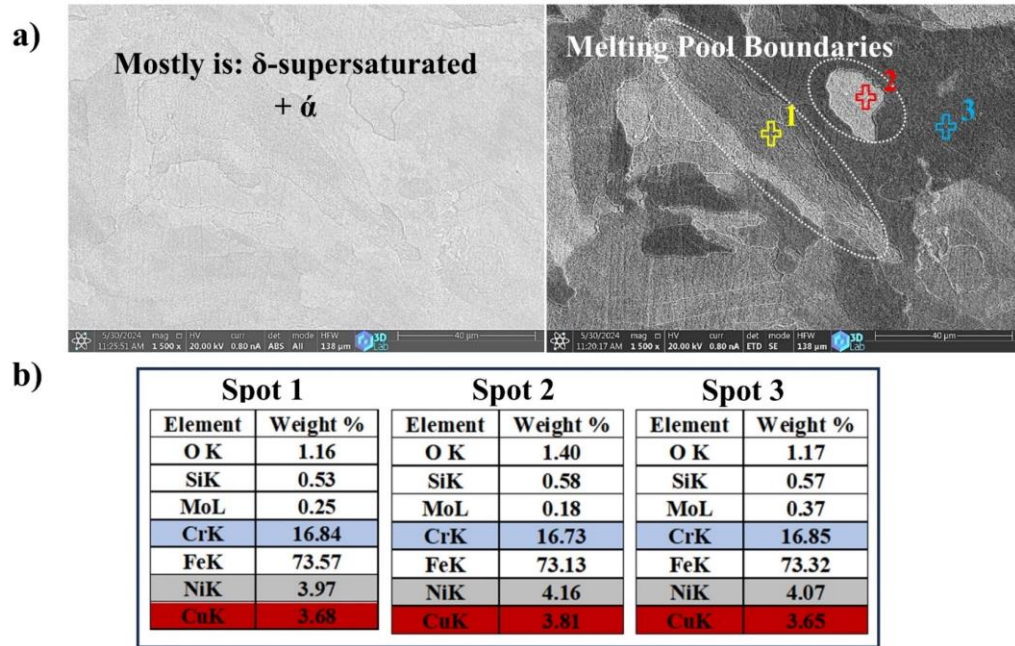 a)
Mostly is: δ-supersaturated
+ ά
Melting Pool Boundaries
1
2
3
5/30/2024 mag HV curr det mode HFW 40 µm
11:25:51 AM 1 500 x 20.00 kV 0.80 nA ABS All 138 µm 3D Lab
5/30/2024 mag HV curr det mode HFW 40 µm
11:20:17 AM 1 500 x 20.00 kV 0.80 nA ETD SE 138 µm 3D Lab
b)
Spot 1 Spot 2 Spot 3
Element Weight % Element Weight % Element Weight %
O K 1.16 O K 1.40 O K 1.17
SiK 0.53 SiK 0.58 SiK 0.57
MoL 0.25 MoL 0.18 MoL 0.37
CrK 16.84 CrK 16.73 CrK 16.85
FeK 73.57 FeK 73.13 FeK 73.32
NiK 3.97 NiK 4.16 NiK 4.07
CuK 3.68 CuK 3.81 CuK 3.65